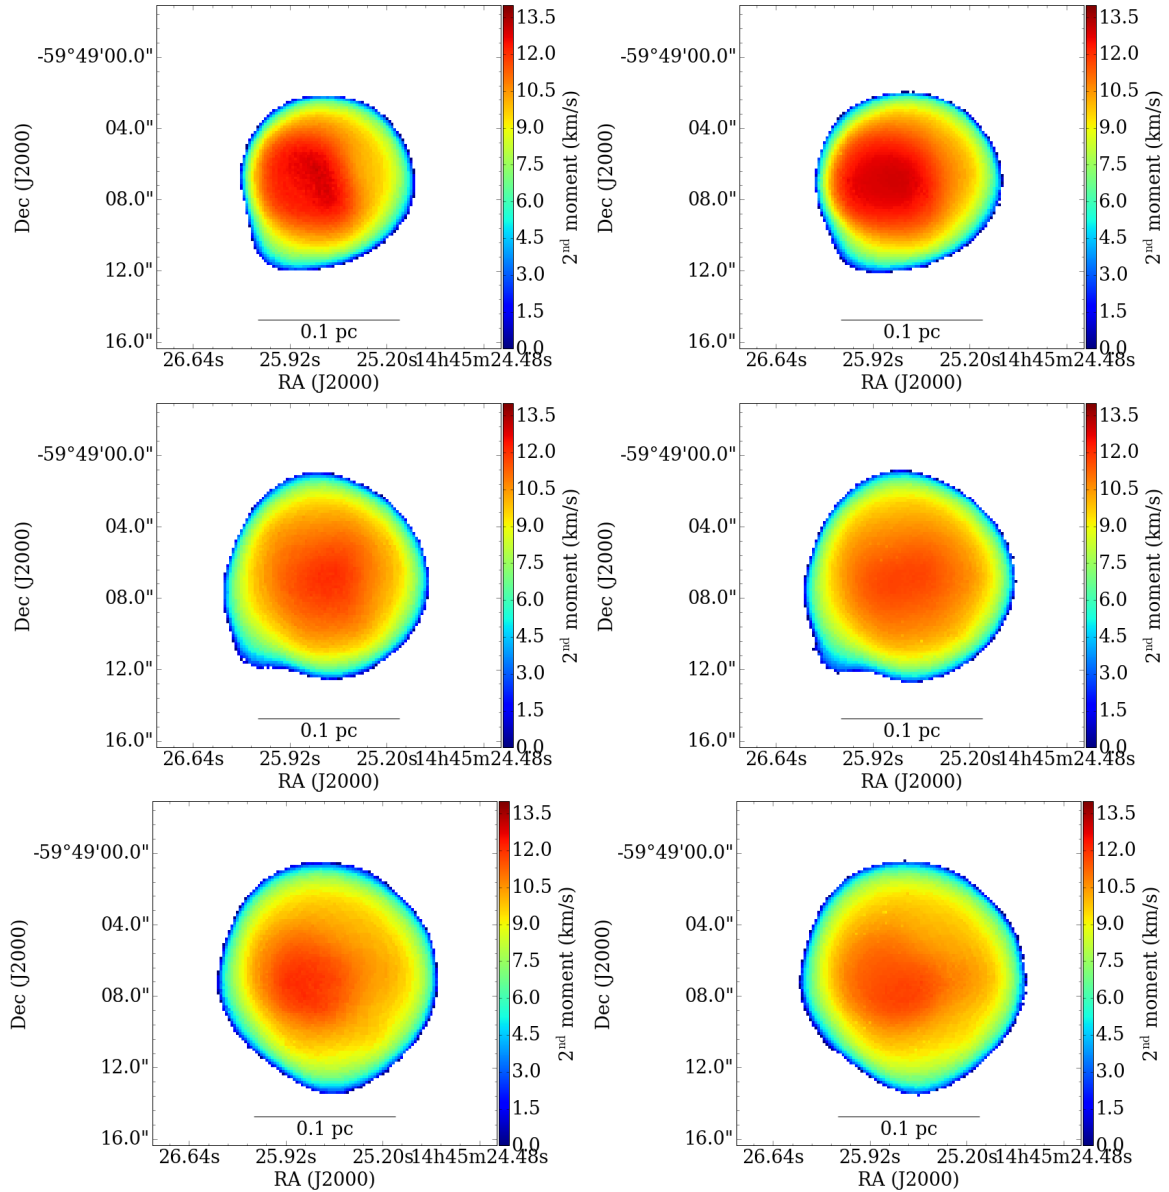 13.5 13.5
-59°49'00.0" 12.0 -59°49'00.0" 12.0
10.5 10.5
04.0" 9.0 04.0" 9.0
Dec (J2000) 7.5 2nd moment (km/s) Dec (J2000) 7.5 2nd moment (km/s)
08.0" 6.0 08.0" 6.0
4.5 4.5
12.0" 3.0 12.0" 3.0
0.1 pc 1.5 0.1 pc 1.5
16.0" 0.0 16.0" 0.0
26.64s 25.92s 25.20s 14h45m24.48s 26.64s 25.92s 25.20s 14h45m24.48s
RA (J2000) RA (J2000)
13.5 13.5
-59°49'00.0" 12.0 -59°49'00.0" 12.0
10.5 10.5
04.0" 9.0 04.0" 9.0
Dec (J2000) 7.5 2nd moment (km/s) Dec (J2000) 7.5 2nd moment (km/s)
08.0" 6.0 08.0" 6.0
4.5 4.5
12.0" 3.0 12.0" 3.0
0.1 pc 1.5 0.1 pc 1.5
16.0" 0.0 16.0" 0.0
26.64s 25.92s 25.20s 14h45m24.48s 26.64s 25.92s 25.20s 14h45m24.48s
RA (J2000) RA (J2000)
13.5 13.5
-59°49'00.0" 12.0 -59°49'00.0" 12.0
10.5 10.5
04.0" 9.0 04.0" 9.0
Dec (J2000) 7.5 2nd moment (km/s) Dec (J2000) 7.5 2nd moment (km/s)
08.0" 6.0 08.0" 6.0
4.5 4.5
12.0" 3.0 12.0" 3.0
0.1 pc 1.5 0.1 pc 1.5
16.0" 0.0 16.0" 0.0
26.64s 25.92s 25.20s 14h45m24.48s 26.64s 25.92s 25.20s 14h45m24.48s
RA (J2000) RA (J2000)